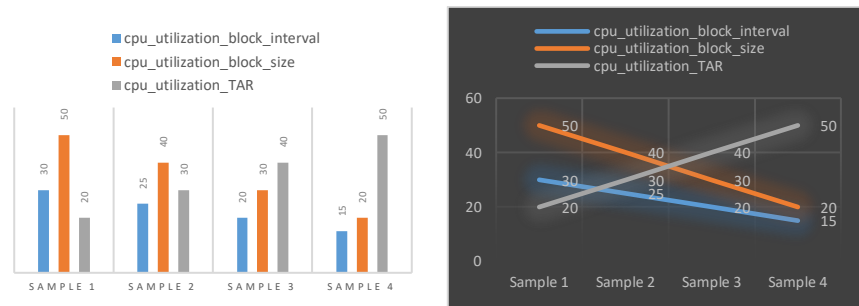 cpu_utilization_block_interval
cpu_utilization_block_size
cpu_utilization_TAR
30
50
20
25
40
30
20
30
40
15
20
50
SAMPLE 1
SAMPLE 2
SAMPLE 3
SAMPLE 4
cpu_utilization_block_interval
cpu_utilization_block_size
cpu_utilization_TAR
60
40
20
0
50
40
40
50
30
30
30
20
25
20
20
15
Sample 1
Sample 2
Sample 3
Sample 4